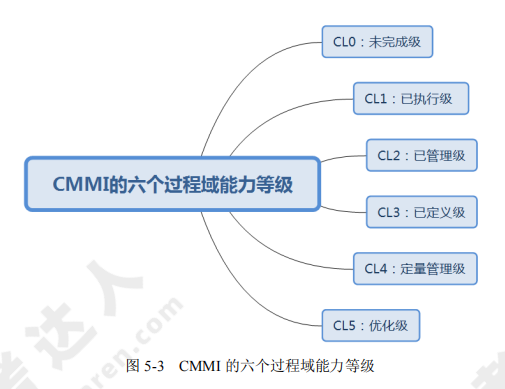 CL0：未完成级
CL1：已执行级
CL2：已管理级
CMMI的六个过程域能力等级
CL3：已定义级
CL4：定量管理级
CL5：优化级
图 5-3 CMMI 的六个过程域能力等级